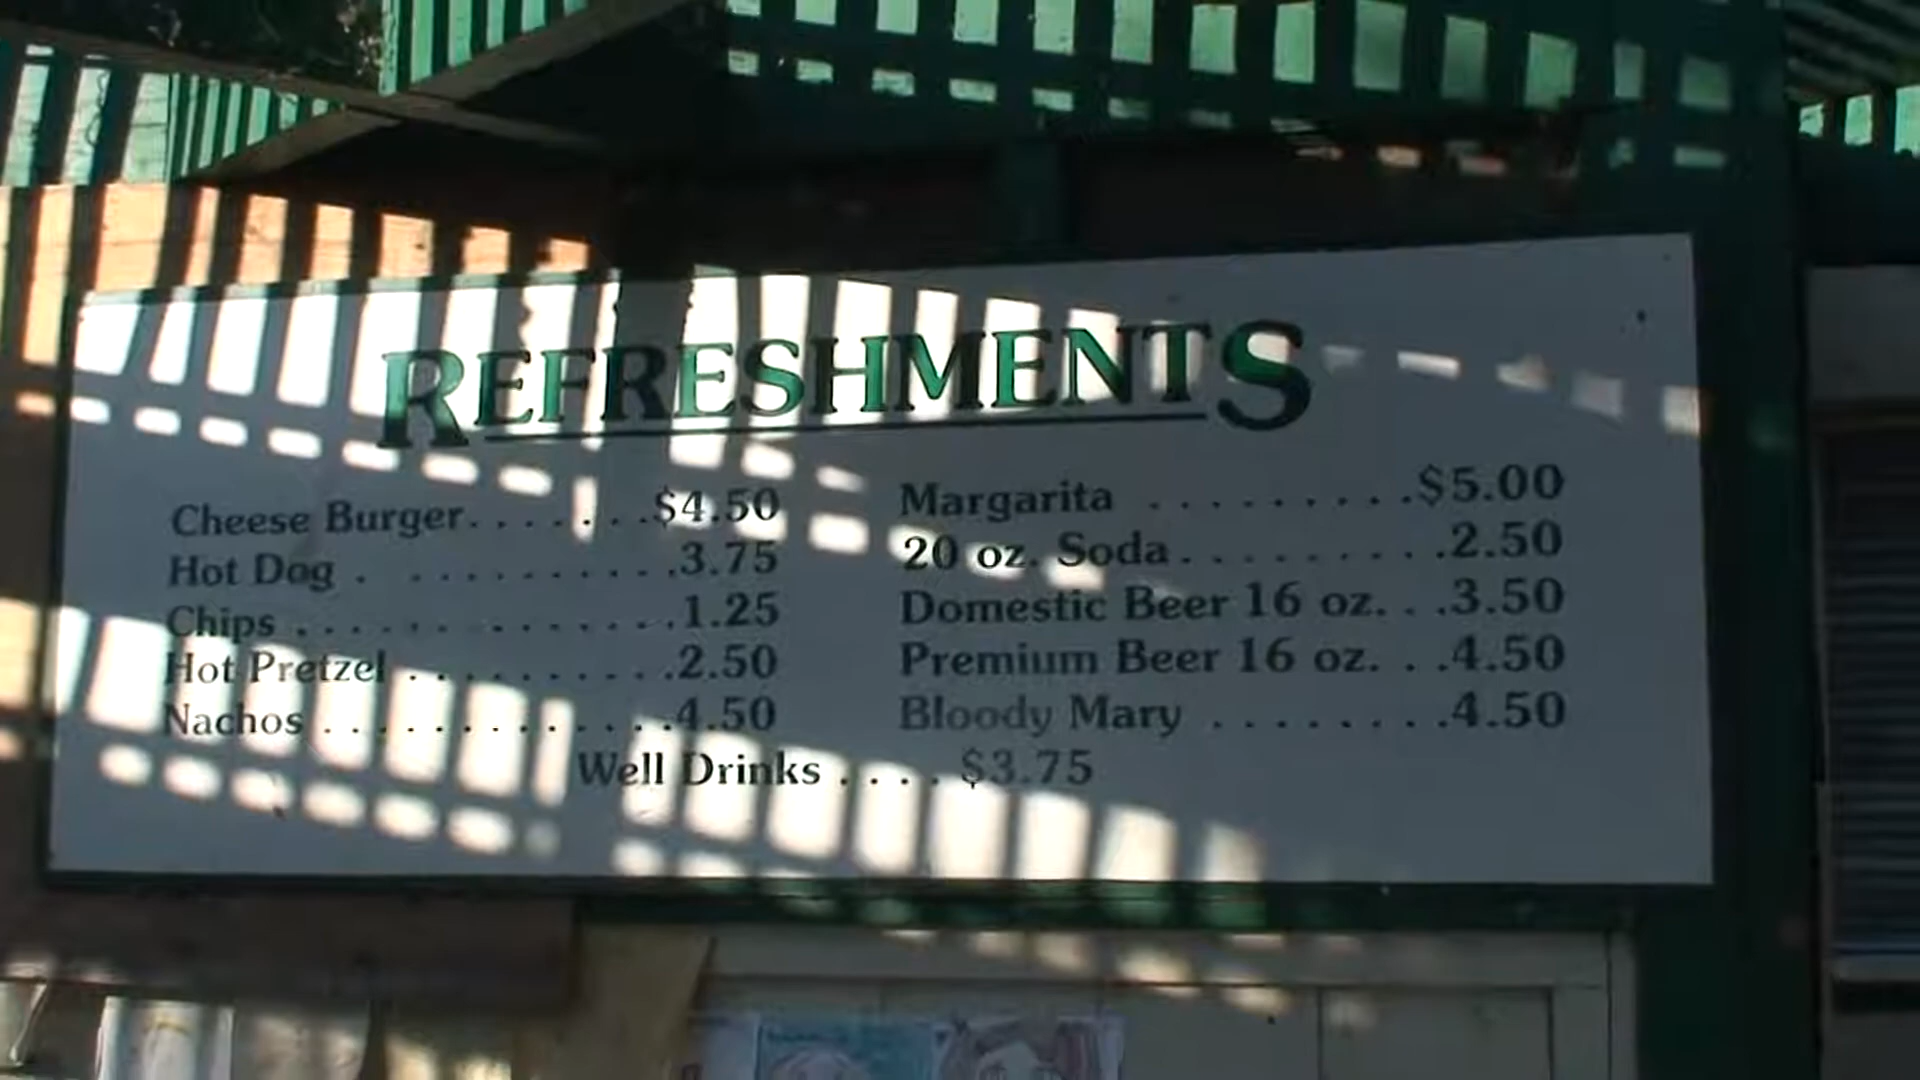 REFRESHMENTS
Cheese Burger. . . . . . .$4.50
Hot Dog . . . . . . . . . . .3.75
Chips . . . . . . . . . . . . . .1.25
Hot Pretzel . . . . . . . . . .2.50
Nachos . . . . . . . . . . . . .4.50
Margarita . . . . . . . . . .$5.00
20 oz. Soda. . . . . . . . . .2.50
Domestic Beer 16 oz. . .3.50
Premium Beer 16 oz. . .4.50
Bloody Mary . . . . . . . .4.50
Well Drinks . . . . $3.75